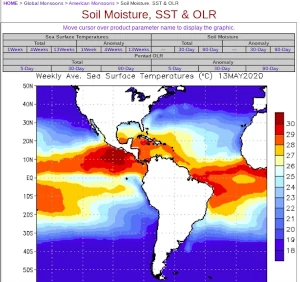 HOME > Global Monsoons > American Monsoons > Soil Moisture, SST & OLR
Soil Moisture, SST & OLR
Move cursor over product parameter name to display the graphic.
Sea Surface Temperatures Soil Moisture
Total Anomaly Total Anomaly
1Week 4Weeks 13Weeks 1Week 4Weeks 13Weeks -- 30-Day 90-Day -- 30-Day 90-Day
Pentad OLR
Total Anomaly
5-Day 30-Day 90-Day 5-Day 30-Day 90-Day
Weekly Ave. Sea Surface Temperatures (°C) 13MAY2020
50N
40N
30N
20N
10N
EQ
10S
20S
30S
40S
50S
30
29
28
27
26
25
24
23
22
21
20
19
18